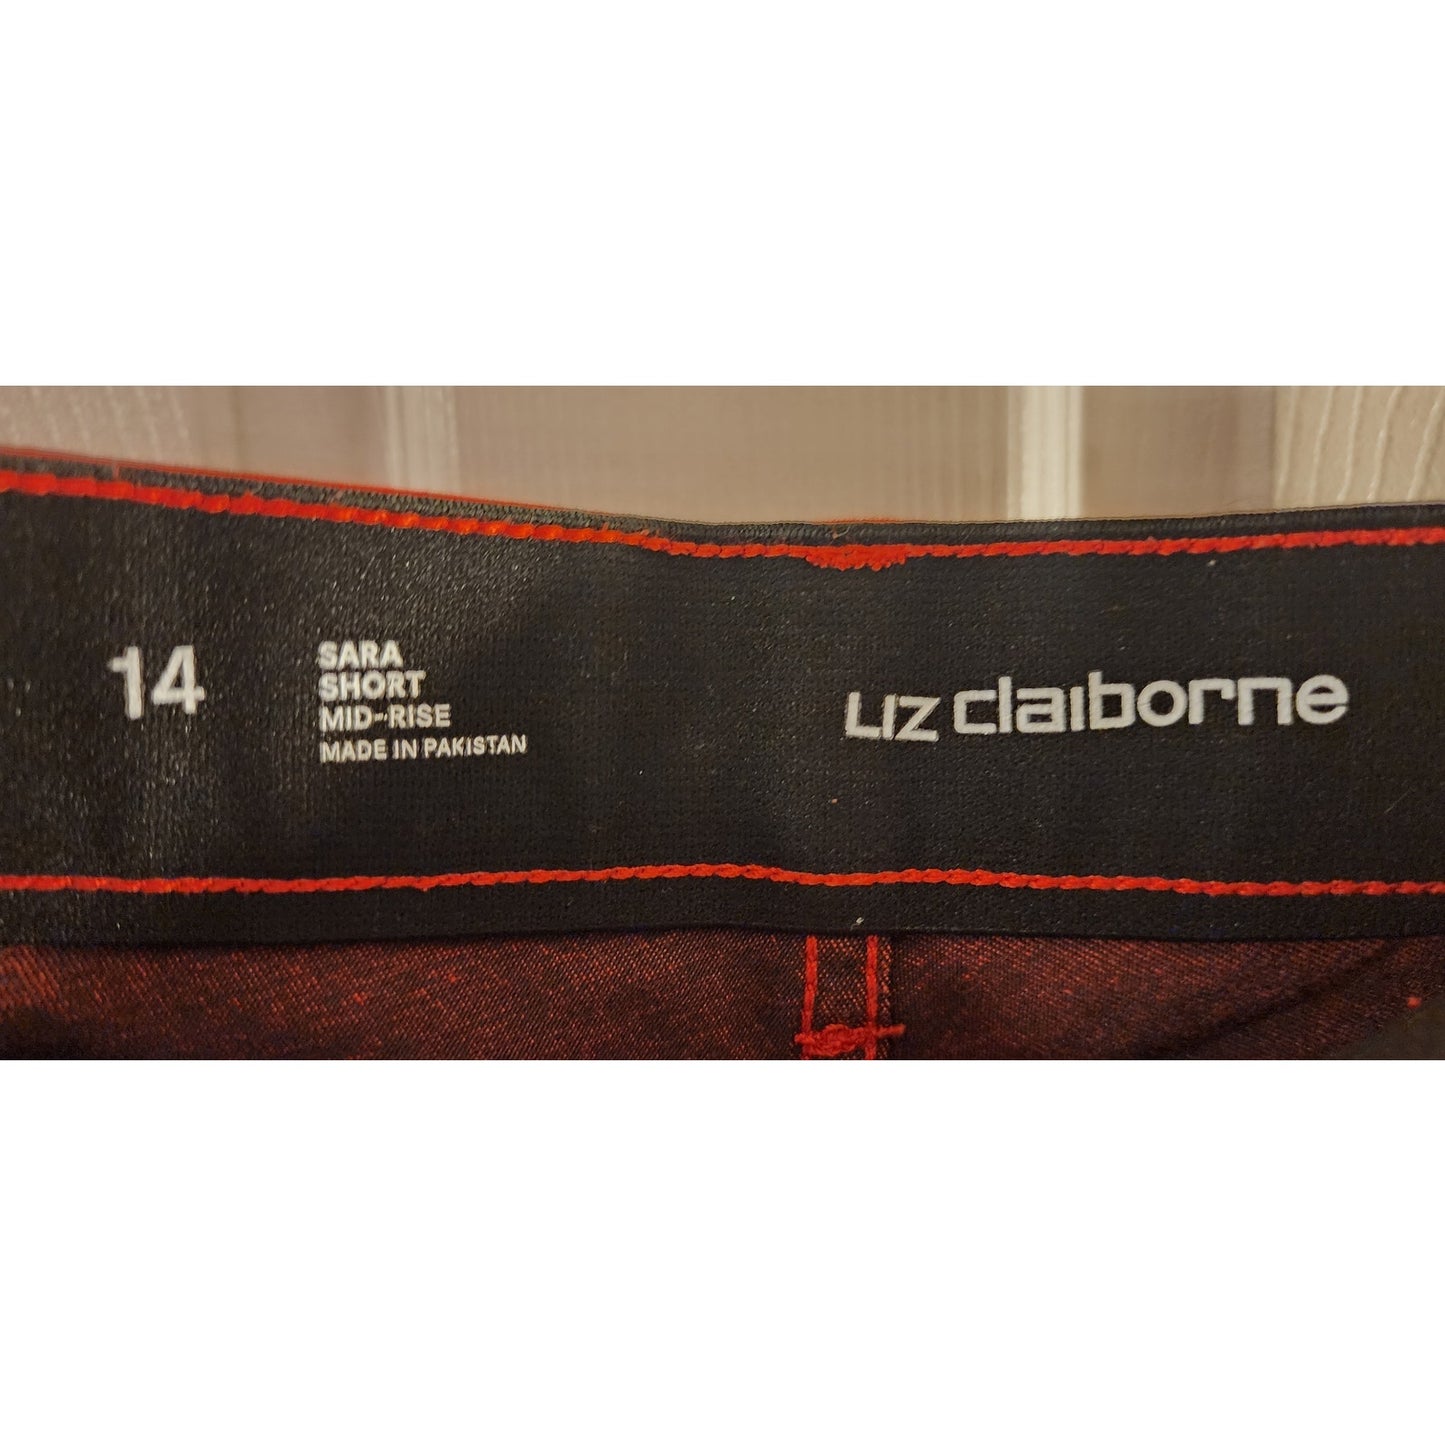 14
SARA
SHORT
MID-RISE
MADE IN PAKISTAN
Liz claiborne